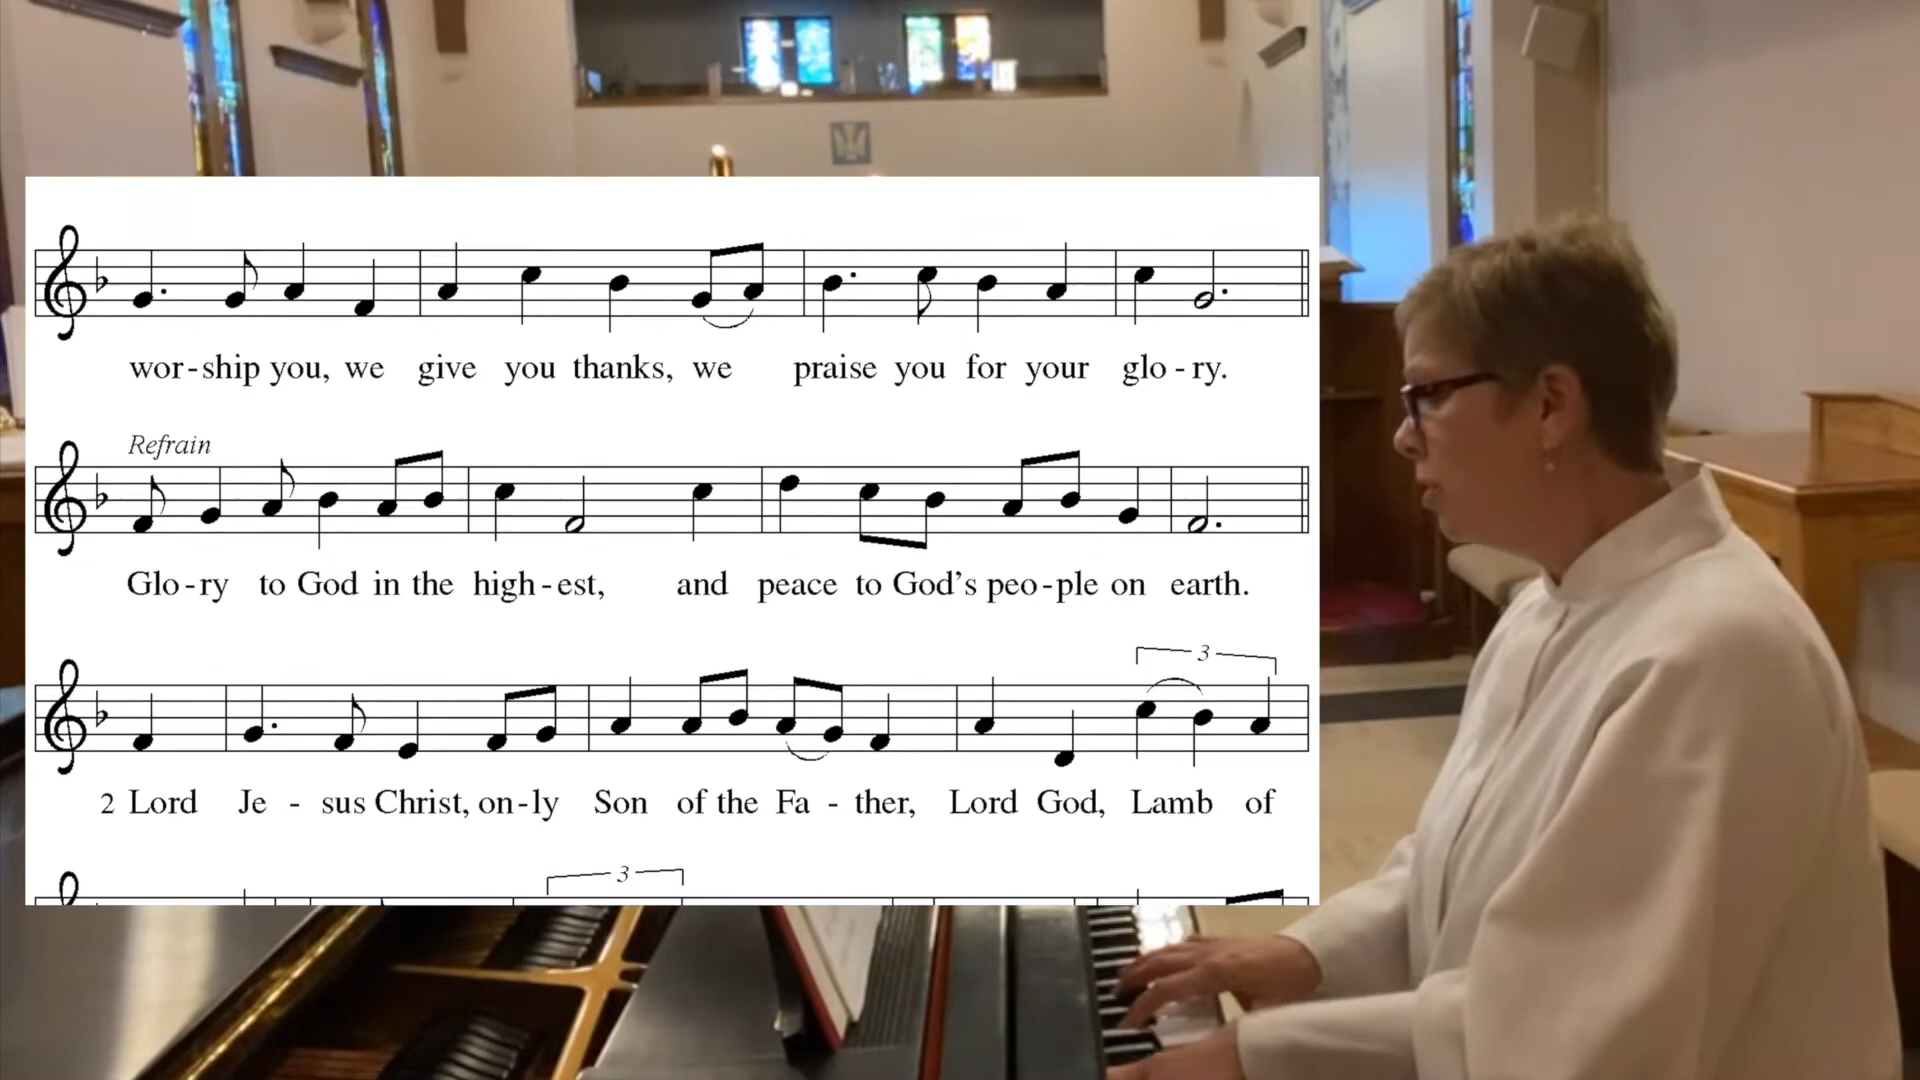 wor-ship you, we give you thanks, we praise you for your glo-ry.
Refrain
Glo-ry to God in the high-est, and peace to God's peo-ple on earth.
3
2 Lord Je - sus Christ, on-ly Son of the Fa - ther, Lord God, Lamb of
3